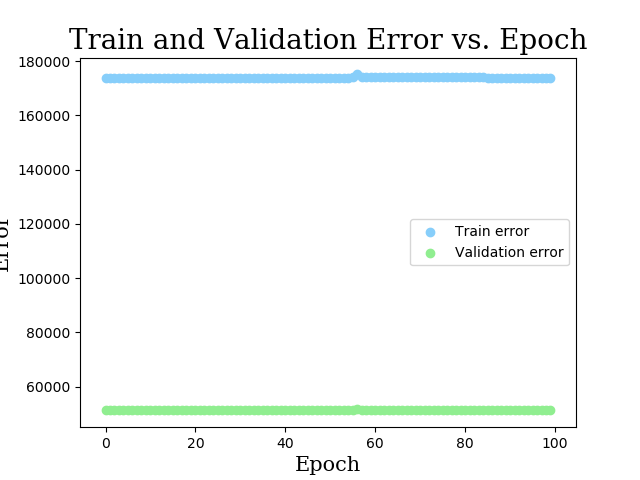 Train and Validation Error vs. Epoch
180000
160000
140000
120000
100000
80000
60000
Error
Train error
Validation error
0 20 40 60 80 100
Epoch